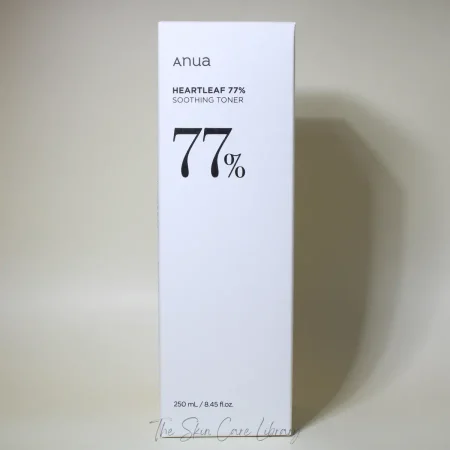 Anua
HEARTLEAF 77%
SOOTHING TONER
77%
250 mL / 8.45 fl.oz.
The Skin Care Library